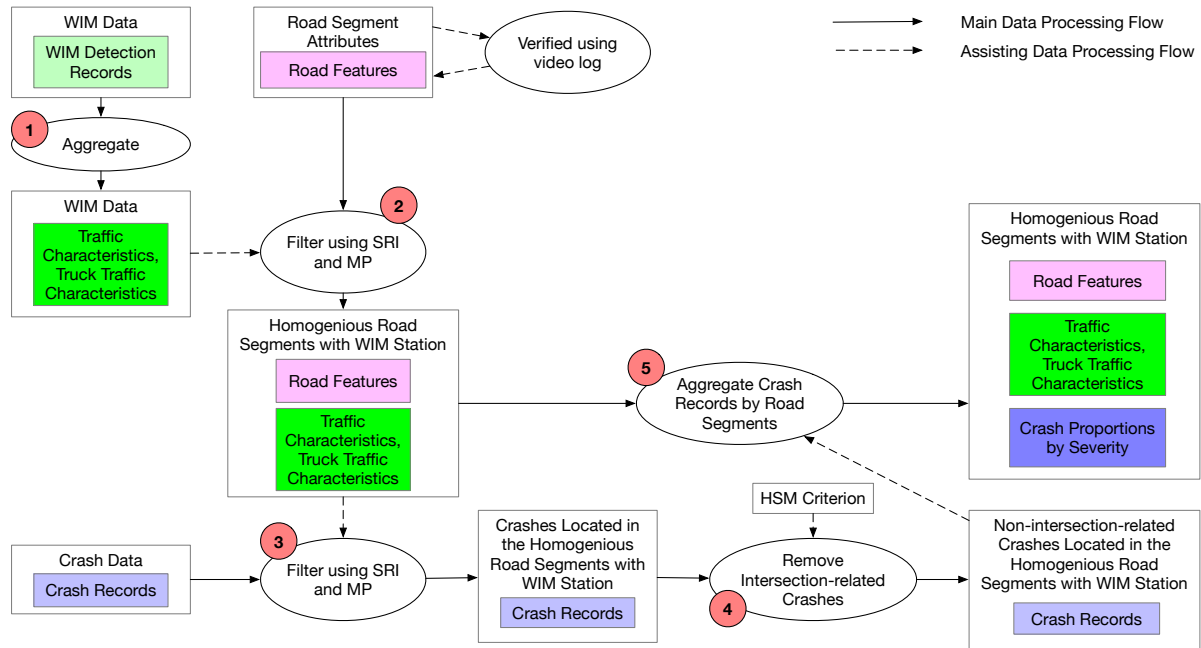 WIM Data
WIM Detection
Records
1
Aggregate
WIM Data
Traffic
Characteristics,
Truck Traffic
Characteristics
Road Segment
Attributes
Road Features
Verified using
video log
Main Data Processing Flow
Assisting Data Processing Flow
2
Filter using SRI
and MP
Homogenious Road
Segments with WIM Station
Road Features
Traffic
Characteristics,
Truck Traffic
Characteristics
5
Aggregate Crash
Records by Road
Segments
Homogenious Road
Segments with WIM Station
Road Features
Traffic
Characteristics,
Truck Traffic
Characteristics
Crash Proportions
by Severity
Crash Data
Crash Records
3
Filter using SRI
and MP
Crashes Located in
the Homogenious
Road Segments with
WIM Station
Crash Records
HSM Criterion
Remove
Intersection-related
Crashes
4
Non-intersection-related
Crashes Located in the
Homogenious Road
Segments with WIM Station
Crash Records